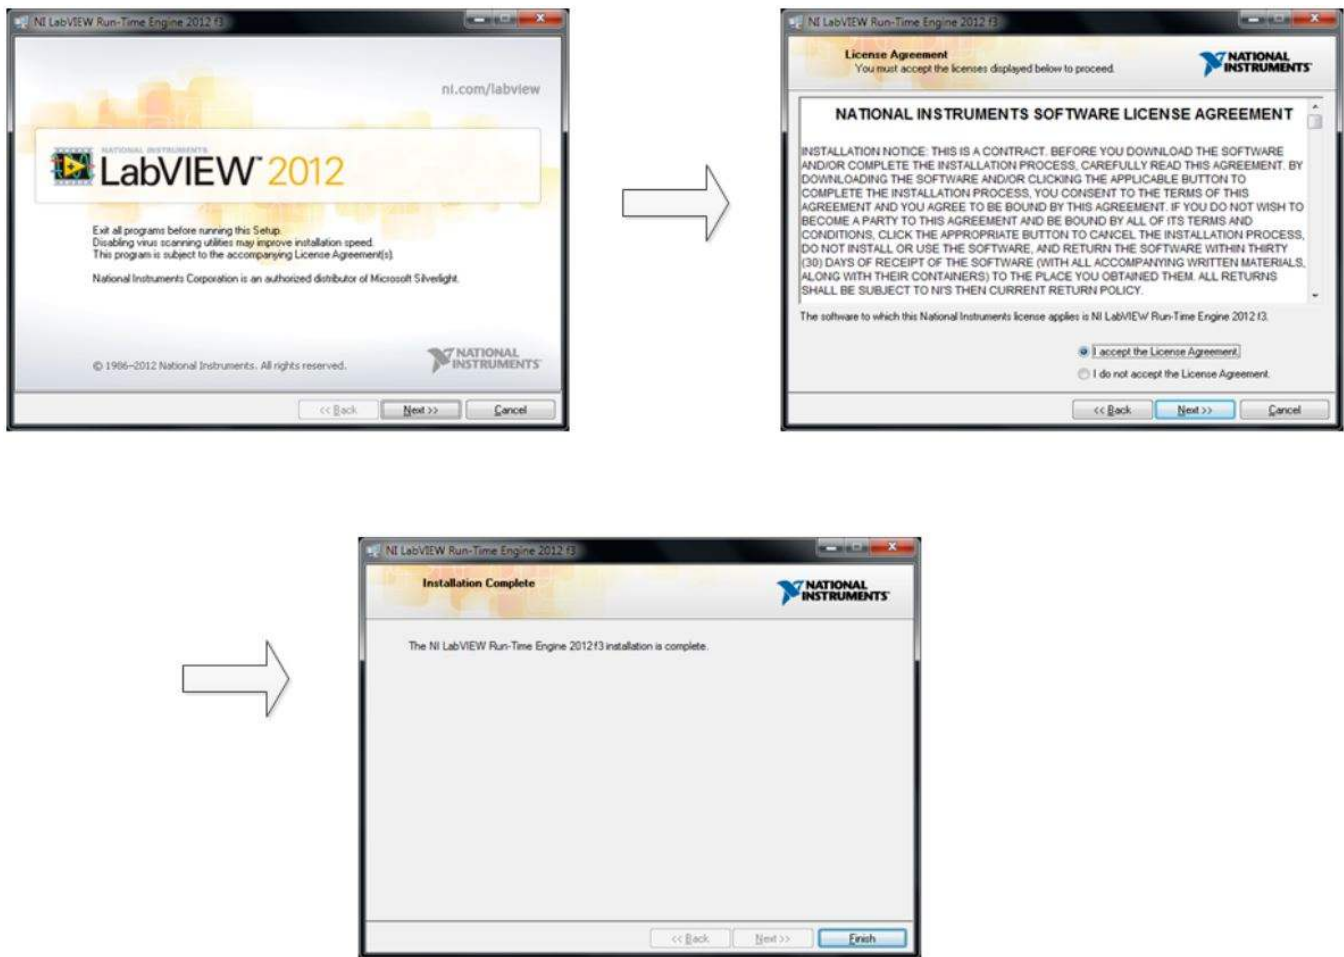 NI LabVIEW Run-Time Engine 2012 f3
ni.com/labview
NATIONAL INSTRUMENTS
LabVIEW™ 2012
Exit all programs before running this Setup.
Disabling virus scanning utilities may improve installation speed.
This program is subject to the accompanying License Agreement(s).
National Instruments Corporation is an authorized distributor of Microsoft Silverlight.
© 1986–2012 National Instruments. All rights reserved.
NATIONAL
INSTRUMENTS
<< Back
Next >>
Cancel
NI LabVIEW Run-Time Engine 2012 f3
License Agreement
You must accept the licenses displayed below to proceed.
NATIONAL
INSTRUMENTS
NATIONAL INSTRUMENTS SOFTWARE LICENSE AGREEMENT
INSTALLATION NOTICE: THIS IS A CONTRACT. BEFORE YOU DOWNLOAD THE SOFTWARE
AND/OR COMPLETE THE INSTALLATION PROCESS, CAREFULLY READ THIS AGREEMENT. BY
DOWNLOADING THE SOFTWARE AND/OR CLICKING THE APPLICABLE BUTTON TO
COMPLETE THE INSTALLATION PROCESS, YOU CONSENT TO THE TERMS OF THIS
AGREEMENT AND YOU AGREE TO BE BOUND BY THIS AGREEMENT. IF YOU DO NOT WISH TO
BECOME A PARTY TO THIS AGREEMENT AND BE BOUND BY ALL OF ITS TERMS AND
CONDITIONS, CLICK THE APPROPRIATE BUTTON TO CANCEL THE INSTALLATION PROCESS,
DO NOT INSTALL OR USE THE SOFTWARE, AND RETURN THE SOFTWARE WITHIN THIRTY
(30) DAYS OF RECEIPT OF THE SOFTWARE (WITH ALL ACCOMPANYING WRITTEN MATERIALS,
ALONG WITH THEIR CONTAINERS) TO THE PLACE YOU OBTAINED THEM. ALL RETURNS
SHALL BE SUBJECT TO NI'S THEN CURRENT RETURN POLICY.
The software to which this National Instruments license applies is NI LabVIEW Run-Time Engine 2012 f3.
I accept the License Agreement.
I do not accept the License Agreement.
<< Back
Next >>
Cancel
NI LabVIEW Run-Time Engine 2012 f3
Installation Complete
NATIONAL
INSTRUMENTS
The NI LabVIEW Run-Time Engine 2012 f3 installation is complete.
<< Back
Next >>
Finish